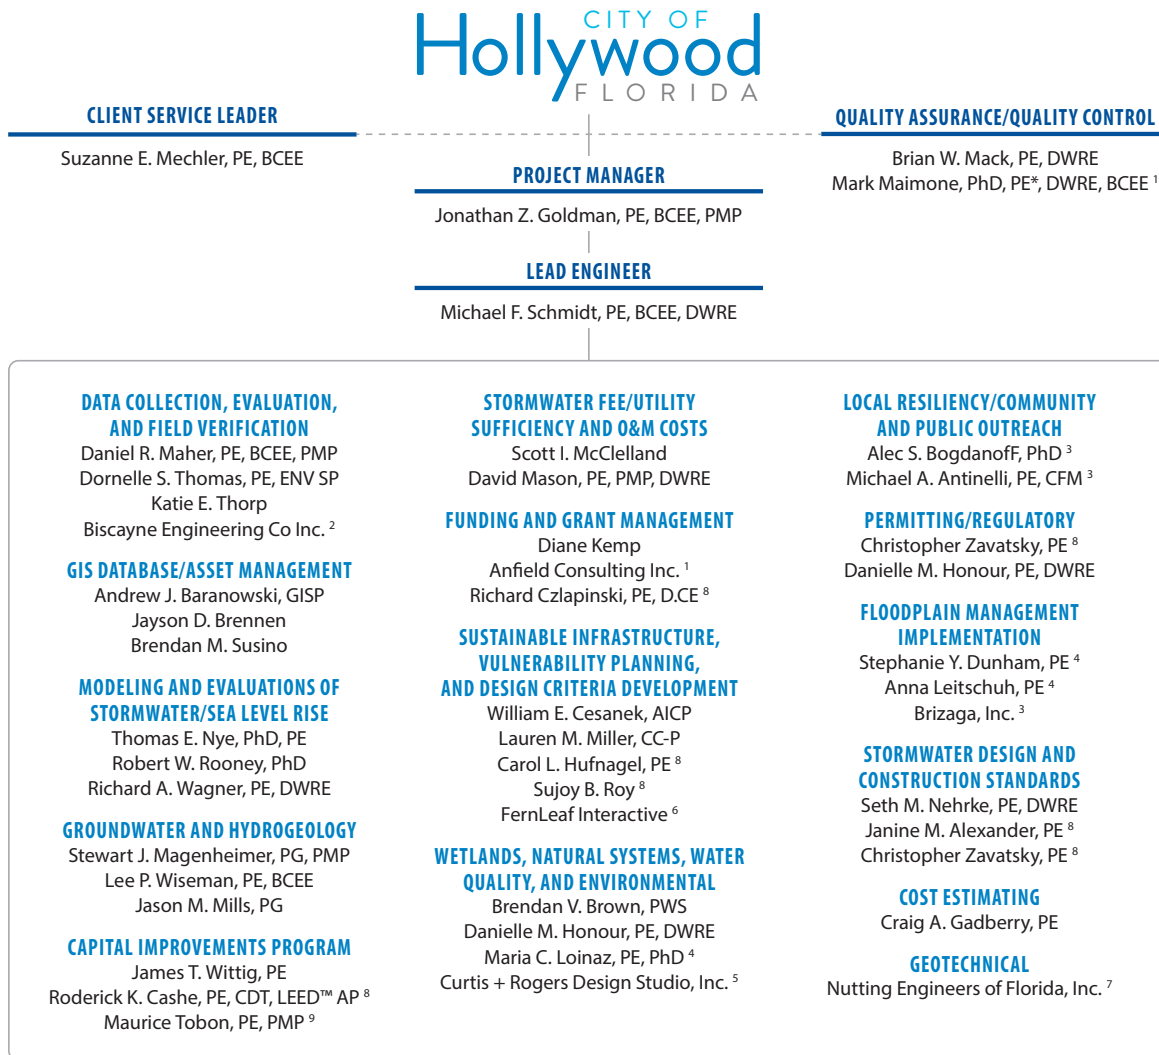 CITY OF
Hollywood
FLORIDA
CLIENT SERVICE LEADER
Suzanne E. Mechler, PE, BCEE
QUALITY ASSURANCE/QUALITY CONTROL
Brian W. Mack, PE, DWRE
Mark Maimone, PhD, PE*, DWRE, BCEE 1
PROJECT MANAGER
Jonathan Z. Goldman, PE, BCEE, PMP
LEAD ENGINEER
Michael F. Schmidt, PE, BCEE, DWRE
DATA COLLECTION, EVALUATION,
AND FIELD VERIFICATION
Daniel R. Maher, PE, BCEE, PMP
Dornelle S. Thomas, PE, ENV SP
Katie E. Thorp
Biscayne Engineering Co Inc. 2
GIS DATABASE/ASSET MANAGEMENT
Andrew J. Baranowski, GISP
Jayson D. Brennen
Brendan M. Susino
MODELING AND EVALUATIONS OF
STORMWATER/SEA LEVEL RISE
Thomas E. Nye, PhD, PE
Robert W. Rooney, PhD
Richard A. Wagner, PE, DWRE
GROUNDWATER AND HYDROGEOLOGY
Stewart J. Magenheimer, PG, PMP
Lee P. Wiseman, PE, BCEE
Jason M. Mills, PG
CAPITAL IMPROVEMENTS PROGRAM
James T. Wittig, PE
Roderick K. Cashe, PE, CDT, LEED™ AP 8
Maurice Tobon, PE, PMP 9
STORMWATER FEE/UTILITY
SUFFICIENCY AND O&M COSTS
Scott I. McClelland
David Mason, PE, PMP, DWRE
FUNDING AND GRANT MANAGEMENT
Diane Kemp
Anfield Consulting Inc. 1
Richard Czlapinski, PE, D.CE 8
SUSTAINABLE INFRASTRUCTURE,
VULNERABILITY PLANNING,
AND DESIGN CRITERIA DEVELOPMENT
William E. Cesanek, AICP
Lauren M. Miller, CC-P
Carol L. Hufnagel, PE 8
Sujoy B. Roy 8
FernLeaf Interactive 6
WETLANDS, NATURAL SYSTEMS, WATER
QUALITY, AND ENVIRONMENTAL
Brendan V. Brown, PWS
Danielle M. Honour, PE, DWRE
Maria C. Loinaz, PE, PhD 4
Curtis + Rogers Design Studio, Inc. 5
LOCAL RESILIENCY/COMMUNITY
AND PUBLIC OUTREACH
Alec S. BogdanofF, PhD 3
Michael A. Antinelli, PE, CFM 3
PERMITTING/REGULATORY
Christopher Zavatsky, PE 8
Danielle M. Honour, PE, DWRE
FLOODPLAIN MANAGEMENT
IMPLEMENTATION
Stephanie Y. Dunham, PE 4
Anna Leitschuh, PE 4
Brizaga, Inc. 3
STORMWATER DESIGN AND
CONSTRUCTION STANDARDS
Seth M. Nehrke, PE, DWRE
Janine M. Alexander, PE 8
Christopher Zavatsky, PE 8
COST ESTIMATING
Craig A. Gadberry, PE
GEOTECHNICAL
Nutting Engineers of Florida, Inc. 7